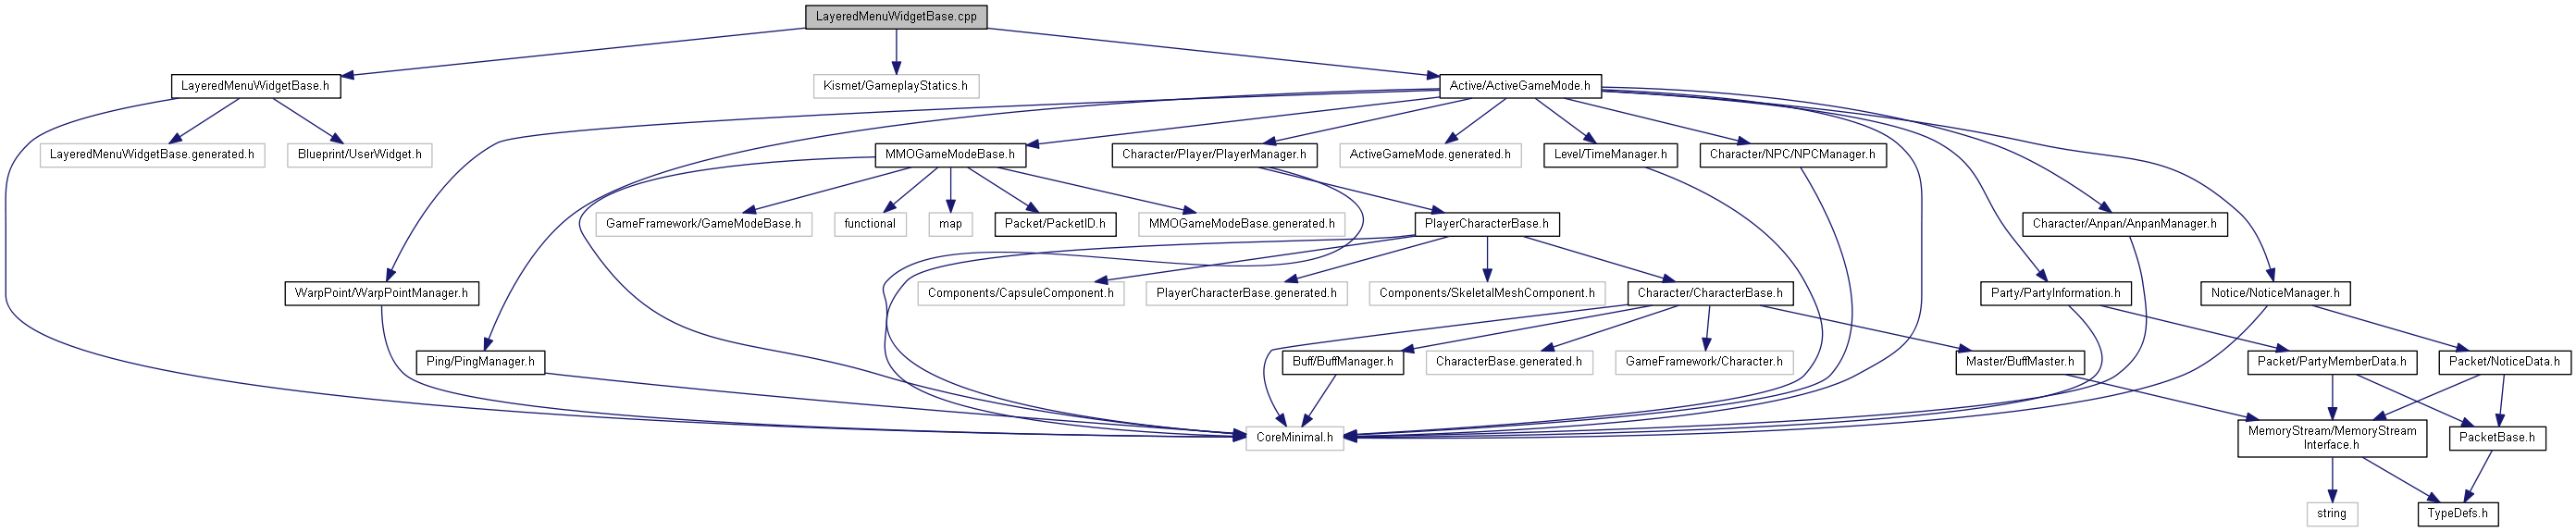 LayeredMenuWidgetBase.cpp
LayeredMenuWidgetBase.h
Kismet/GameplayStatics.h
Active/ActiveGameMode.h
LayeredMenuWidgetBase.generated.h
Blueprint/UserWidget.h
MMOGameModeBase.h
Character/Player/PlayerManager.h
ActiveGameMode.generated.h
Level/TimeManager.h
Character/NPC/NPCManager.h
GameFramework/GameModeBase.h
functional
map
Packet/PacketID.h
MMOGameModeBase.generated.h
PlayerCharacterBase.h
Character/Anpan/AnpanManager.h
WarpPoint/WarpPointManager.h
Components/CapsuleComponent.h
PlayerCharacterBase.generated.h
Components/SkeletalMeshComponent.h
Character/CharacterBase.h
Party/PartyInformation.h
Notice/NoticeManager.h
Ping/PingManager.h
Buff/BuffManager.h
CharacterBase.generated.h
GameFramework/Character.h
Master/BuffMaster.h
Packet/PartyMemberData.h
Packet/NoticeData.h
CoreMinimal.h
MemoryStream/MemoryStream
Interface.h
PacketBase.h
string
TypeDefs.h